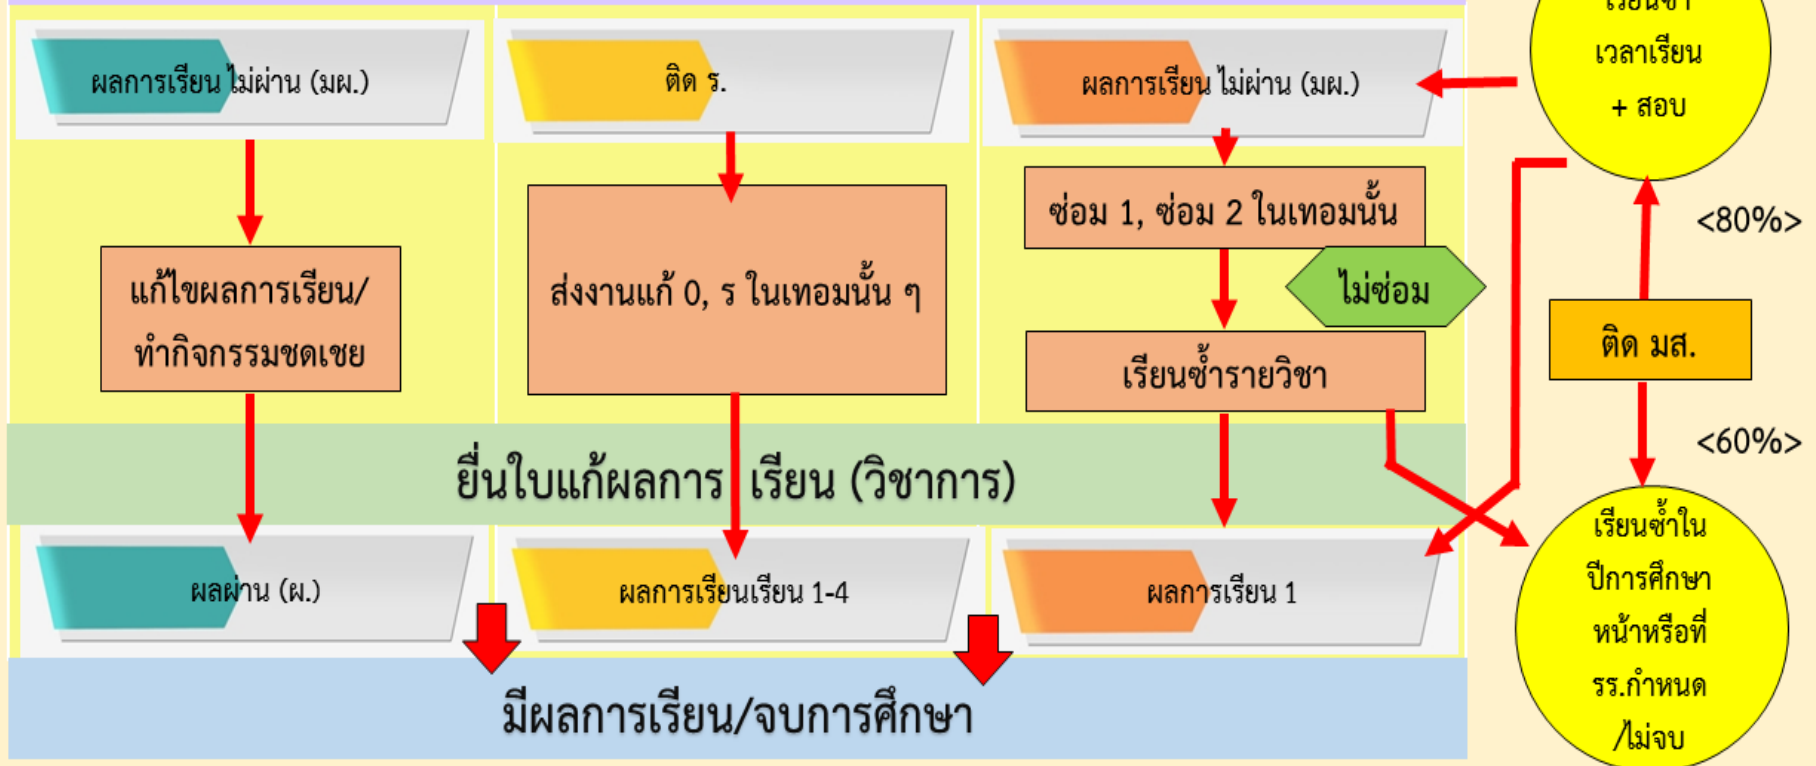 เรียนซ้ำ
เวลาเรียน
+ สอบ
ผลการเรียน ไม่ผ่าน (มผ.)
ติด ร.
ผลการเรียน ไม่ผ่าน (มผ.)
ซ่อม 1, ซ่อม 2 ในเทอมนั้น
<80%>
แก้ไขผลการเรียน/
ทำกิจกรรมชดเชย
ส่งงานแก้ 0, ร ในเทอมนั้น ๆ
ไม่ซ่อม
เรียนซ้ำรายวิชา
ติด มส.
<60%>
ยื่นใบแก้ผลการ เรียน (วิชาการ)
ผลผ่าน (ผ.)
ผลการเรียนเรียน 1-4
ผลการเรียน 1
เรียนซ้ำใน
ปีการศึกษา
หน้าหรือที่
รร.กำหนด
/ไม่จบ
มีผลการเรียน/จบการศึกษา